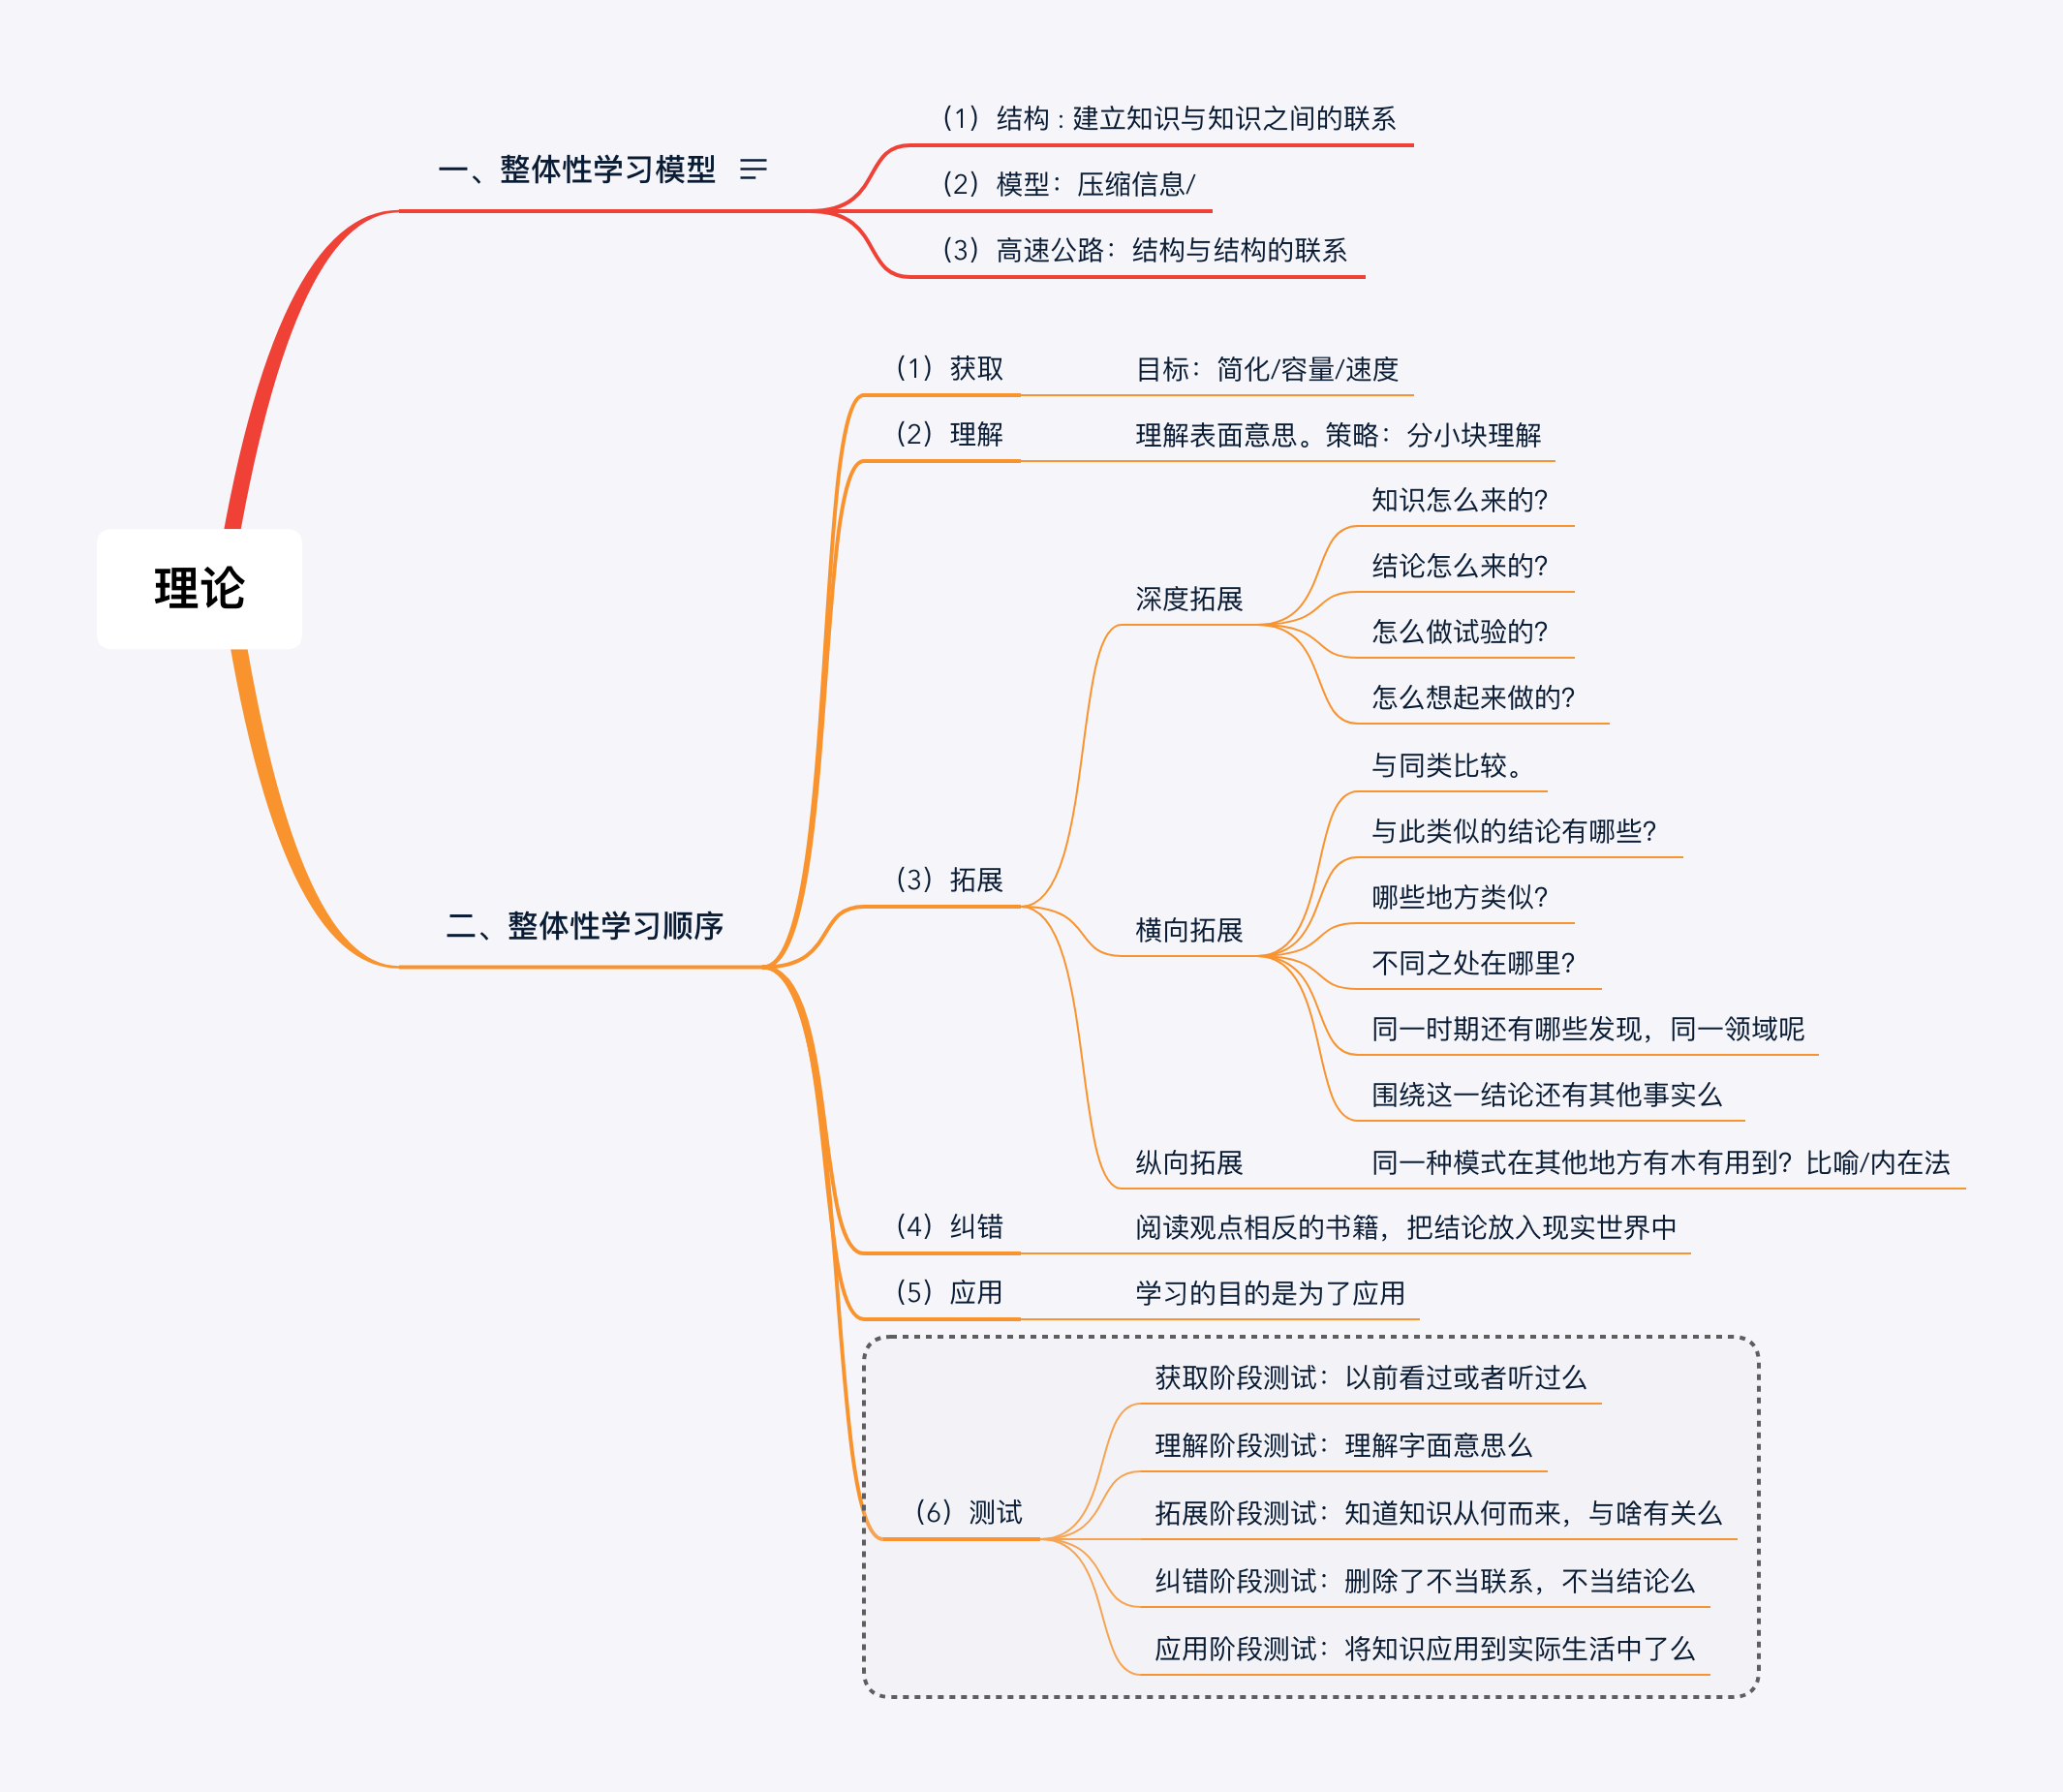 理论
一、整体性学习模型
（1）结构 : 建立知识与知识之间的联系
（2）模型：压缩信息/
（3）高速公路：结构与结构的联系
二、整体性学习顺序
（1）获取
目标：简化/容量/速度
（2）理解
理解表面意思。策略：分小块理解
（3）拓展
深度拓展
知识怎么来的？
结论怎么来的？
怎么做试验的？
怎么想起来做的？
横向拓展
与同类比较。
与此类似的结论有哪些？
哪些地方类似？
不同之处在哪里？
同一时期还有哪些发现，同一领域呢
围绕这一结论还有其他事实么
纵向拓展
同一种模式在其他地方有木有用到？比喻/内在法
（4）纠错
阅读观点相反的书籍，把结论放入现实世界中
（5）应用
学习的目的是为了应用
（6）测试
获取阶段测试：以前看过或者听过么
理解阶段测试：理解字面意思么
拓展阶段测试：知道知识从何而来，与啥有关么
纠错阶段测试：删除了不当联系，不当结论么
应用阶段测试：将知识应用到实际生活中了么